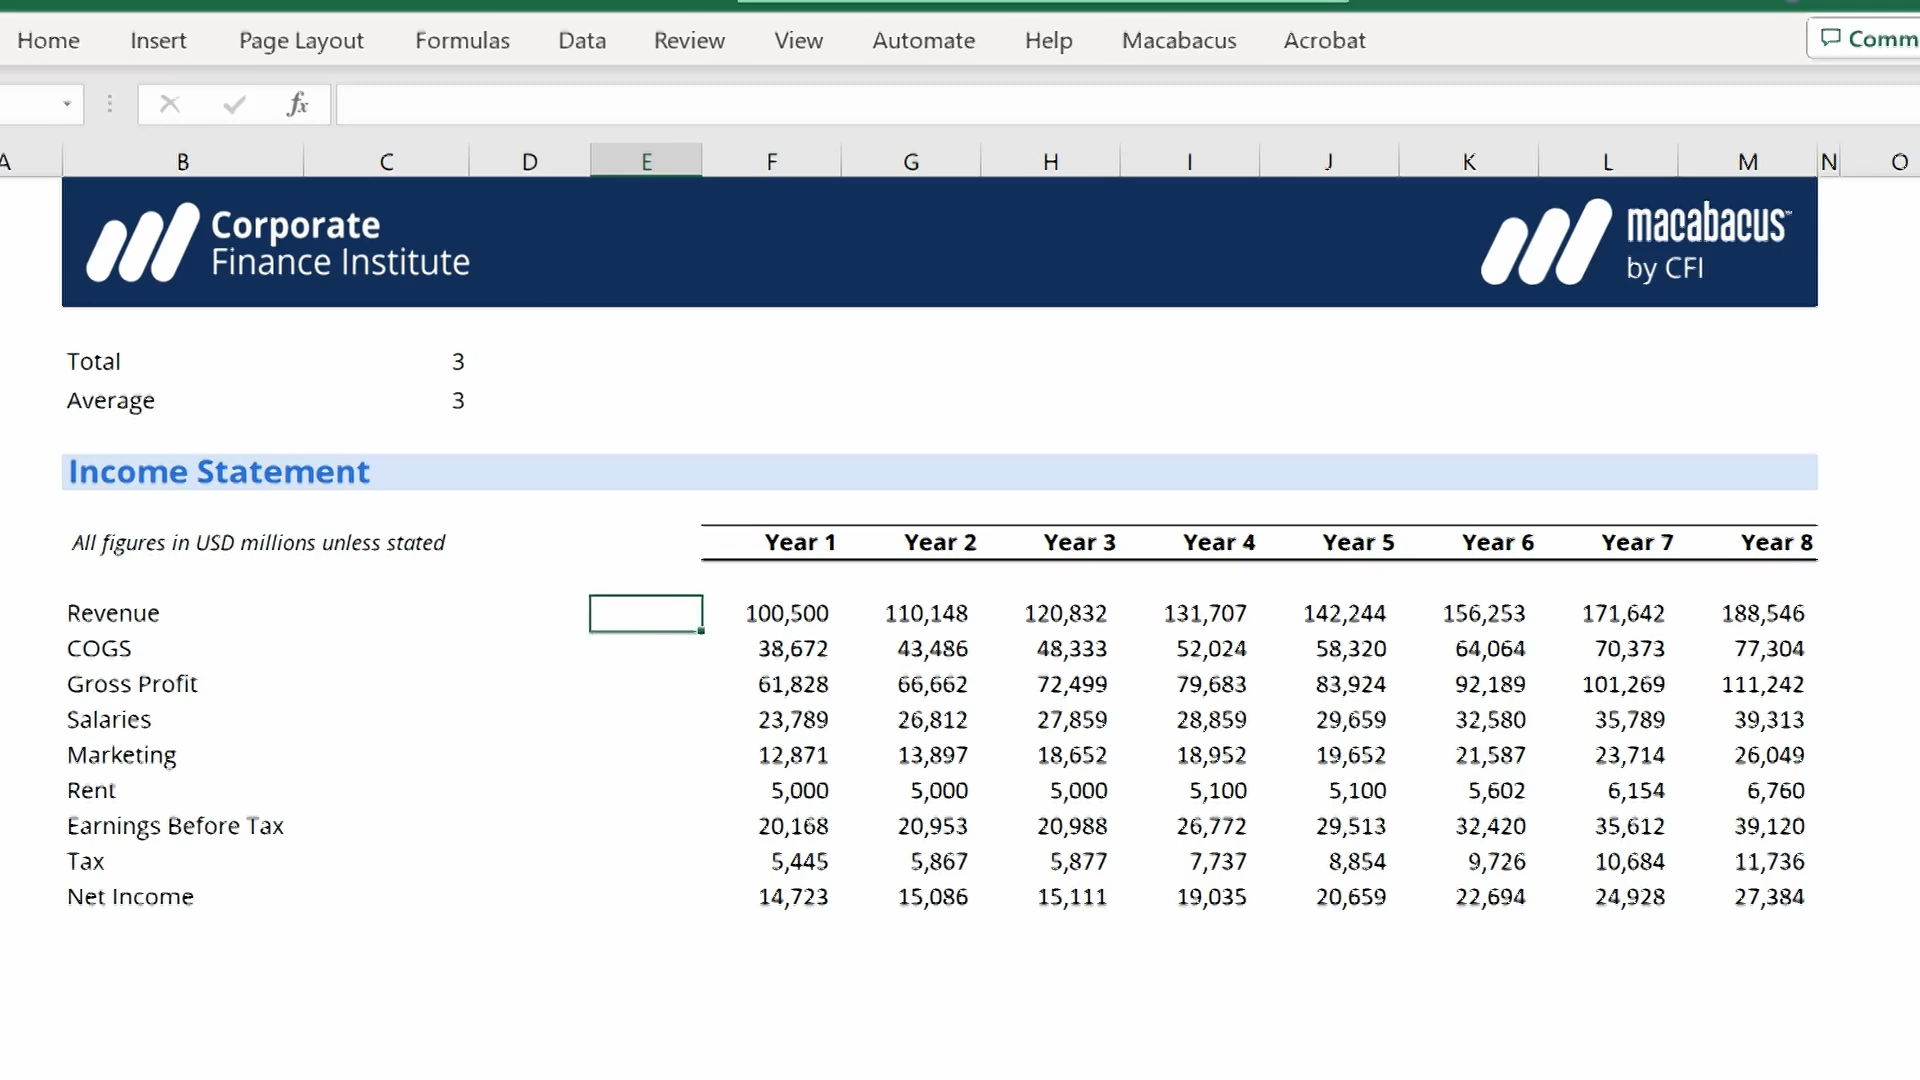 Home Insert Page Layout Formulas Data Review View Automate Help Macabacus Acrobat
fx
A B C D E F G H I J K L M N O
Corporate
Finance Institute
macabacus™
by CFI
Total 3
Average 3
Income Statement
All figures in USD millions unless stated Year 1 Year 2 Year 3 Year 4 Year 5 Year 6 Year 7 Year 8
Revenue 100,500 110,148 120,832 131,707 142,244 156,253 171,642 188,546
COGS 38,672 43,486 48,333 52,024 58,320 64,064 70,373 77,304
Gross Profit 61,828 66,662 72,499 79,683 83,924 92,189 101,269 111,242
Salaries 23,789 26,812 27,859 28,859 29,659 32,580 35,789 39,313
Marketing 12,871 13,897 18,652 18,952 19,652 21,587 23,714 26,049
Rent 5,000 5,000 5,000 5,100 5,100 5,602 6,154 6,760
Earnings Before Tax 20,168 20,953 20,988 26,772 29,513 32,420 35,612 39,120
Tax 5,445 5,867 5,877 7,737 8,854 9,726 10,684 11,736
Net Income 14,723 15,086 15,111 19,035 20,659 22,694 24,928 27,384